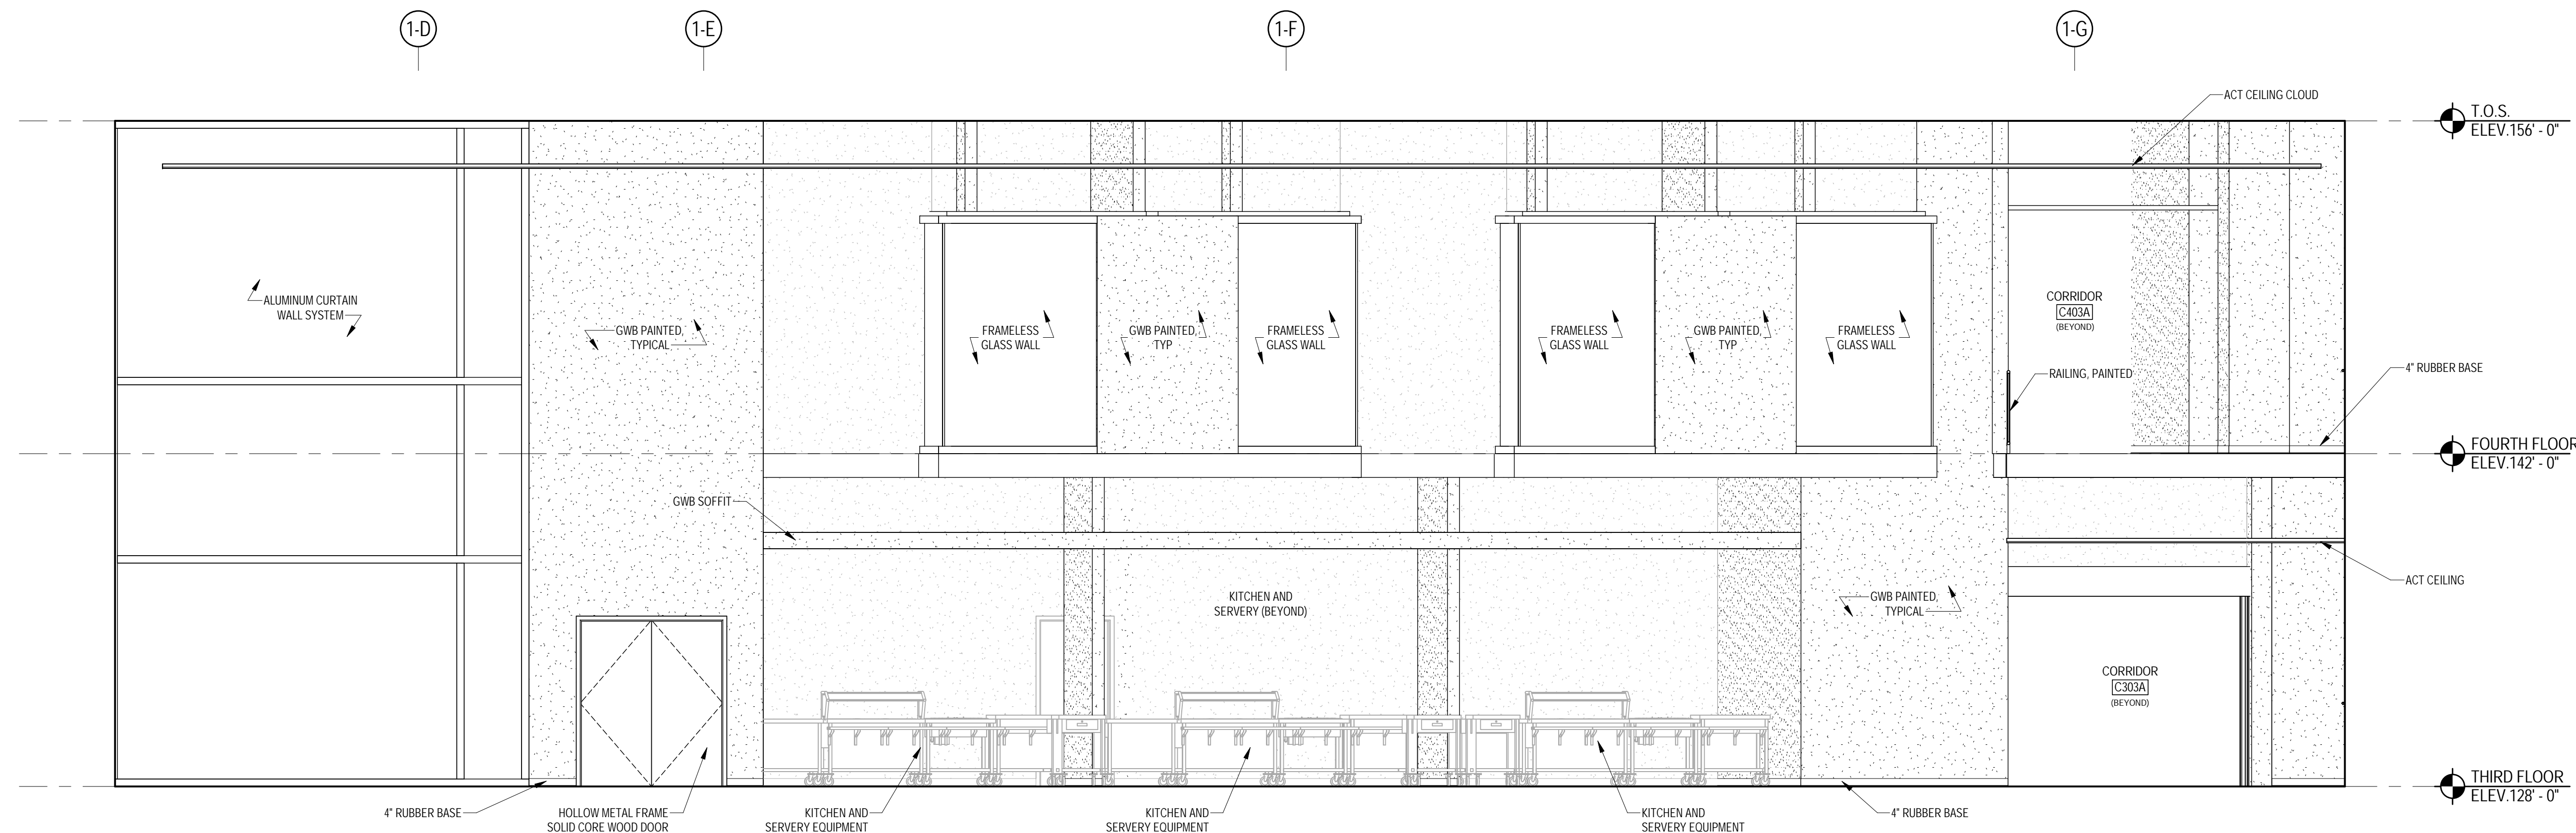 1-D
1-E
1-F
1-G
ACT CEILING CLOUD
T.O.S.
ELEV.156' - 0"
ALUMINUM CURTAIN
WALL SYSTEM
GWB PAINTED,
TYPICAL
FRAMELESS
GLASS WALL
GWB PAINTED,
TYP
FRAMELESS
GLASS WALL
FRAMELESS
GLASS WALL
GWB PAINTED,
TYP
FRAMELESS
GLASS WALL
CORRIDOR
C403A
(BEYOND)
RAILING, PAINTED
4" RUBBER BASE
FOURTH FLOOR
ELEV.142' - 0"
GWB SOFFIT
ACT CEILING
KITCHEN AND
SERVERY (BEYOND)
GWB PAINTED,
TYPICAL
CORRIDOR
C303A
(BEYOND)
THIRD FLOOR
ELEV.128' - 0"
4" RUBBER BASE
HOLLOW METAL FRAME
SOLID CORE WOOD DOOR
KITCHEN AND
SERVERY EQUIPMENT
KITCHEN AND
SERVERY EQUIPMENT
KITCHEN AND
SERVERY EQUIPMENT
4" RUBBER BASE